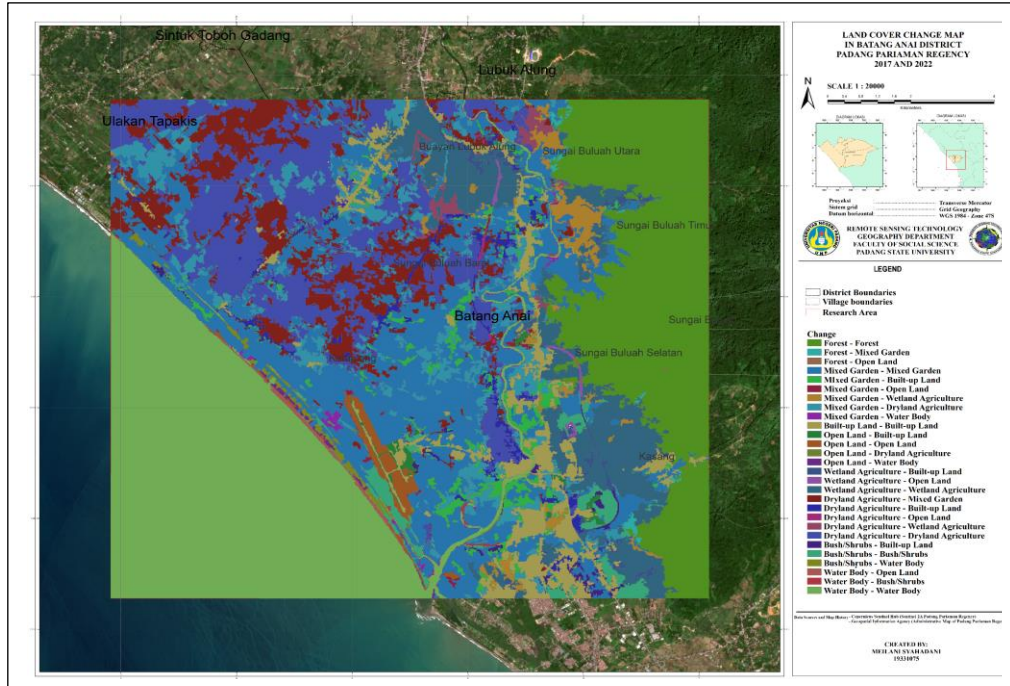 Sintuk Toboh Gadang
Lubuk Alung
Ulakan Tapakis
Buayan Lubuk Alung
Sungai Buluah Utara
Sungai Buluah Timu
Batang Anai
Sungai B
Sungai Buluah Selatan
Kasang
LAND COVER CHANGE MAP
IN BATANG ANAI DISTRICT
PADANG PARIAMAN REGENCY
2017 AND 2022
N
SCALE 1 : 20000
Proyeksi Transverse Mercator
Sistem grid Grid Geography
Datum horizontal WGS 1984 - Zone 47S
REMOTE SENSING TECHNOLOGY
GEOGRAPHY DEPARTMENT
FACULTY OF SOCIAL SCIENCE
PADANG STATE UNIVERSITY
LEGEND
District Boundaries
Village boundaries
Research Area
Change
Forest - Forest
Forest - Mixed Garden
Forest - Open Land
Mixed Garden - Mixed Garden
MIxed Garden - Built-up Land
Mixed Garden - Open Land
Mixed Garden - Wetland Agriculture
Mixed Garden - Dryland Agriculture
Mixed Garden - Water Body
Built-up Land - Built-up Land
Open Land - Built-up Land
Open Land - Open Land
Open Land - Dryland Agriculture
Open Land - Water Body
Wetland Agriculture - Built-up Land
Wetland Agriculture - Open Land
Wetland Agriculture - Wetland Agriculture
Dryland Agriculture - Mixed Garden
Dryland Agriculture - Built-up Land
Dryland Agriculture - Open Land
Dryland Agriculture - Wetland Agriculture
Dryland Agriculture - Dryland Agriculture
Bush/Shrubs - Built-up Land
Bush/Shrubs - Bush/Shrubs
Bush/Shrubs - Water Body
Water Body - Open Land
Water Body - Bush/Shrubs
Water Body - Water Body
CREATED BY:
MEILANI SYAHADANI
19331075